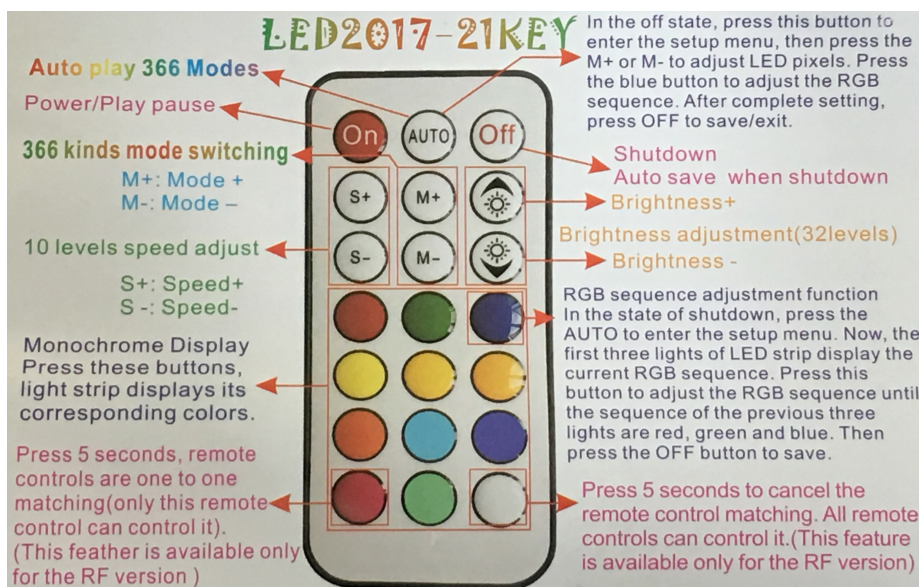 LED2017-21KEY
In the off state, press this button to
enter the setup menu, then press the
M+ or M- to adjust LED pixels. Press
the blue button to adjust the RGB
sequence. After complete setting,
press OFF to save/exit.
Auto play 366 Modes
Power/Play pause
On
AUTO
Off
366 kinds mode switching
M+: Mode +
M-: Mode –
Shutdown
Auto save when shutdown
S+
M+
Brightness+
Brightness adjustment(32levels)
10 levels speed adjust
S-
M-
Brightness -
S+: Speed+
S -: Speed-
RGB sequence adjustment function
In the state of shutdown, press the
AUTO to enter the setup menu. Now, the
first three lights of LED strip display the
current RGB sequence. Press this
button to adjust the RGB sequence until
the sequence of the previous three
lights are red, green and blue. Then
press the OFF button to save.
Monochrome Display
Press these buttons,
light strip displays its
corresponding colors.
Press 5 seconds, remote
controls are one to one
matching(only this remote
control can control it).
(This feather is available only
for the RF version )
Press 5 seconds to cancel the
remote control matching. All remote
controls can control it.(This feature
is available only for the RF version)